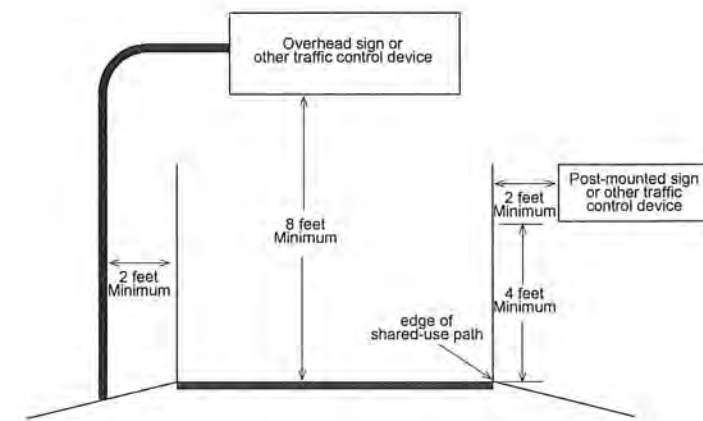 Overhead sign or
other traffic control device
Post-mounted sign
or other traffic
control device
2 feet
Minimum
8 feet
Minimum
2 feet
Minimum
4 feet
Minimum
edge of
shared-use path